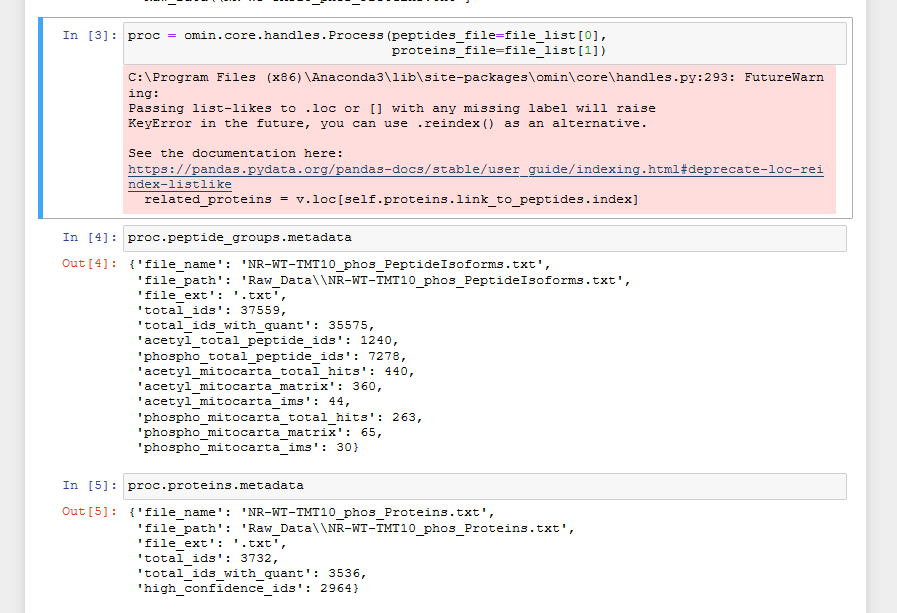 In [3]: proc = omin.core.handles.Process(peptides_file=file_list[0],
proteins_file=file_list[1])
C:\Program Files (x86)\Anaconda3\lib\site-packages\omin\core\handles.py:293: FutureWarn
ing:
Passing list-likes to .loc or [] with any missing label will raise
KeyError in the future, you can use .reindex() as an alternative.
See the documentation here:
https://pandas.pydata.org/pandas-docs/stable/user_guide/indexing.html#deprecate-loc-rei
ndex-listlike
related_proteins = v.loc[self.proteins.link_to_peptides.index]
In [4]: proc.peptide_groups.metadata
Out[4]: {'file_name': 'NR-WT-TMT10_phos_PeptideIsoforms.txt',
'file_path': 'Raw_Data\\NR-WT-TMT10_phos_PeptideIsoforms.txt',
'file_ext': '.txt',
'total_ids': 37559,
'total_ids_with_quant': 35575,
'acetyl_total_peptide_ids': 1240,
'phospho_total_peptide_ids': 7278,
'acetyl_mitocarta_total_hits': 440,
'acetyl_mitocarta_matrix': 360,
'acetyl_mitocarta_ims': 44,
'phospho_mitocarta_total_hits': 263,
'phospho_mitocarta_matrix': 65,
'phospho_mitocarta_ims': 30}
In [5]: proc.proteins.metadata
Out[5]: {'file_name': 'NR-WT-TMT10_phos_Proteins.txt',
'file_path': 'Raw_Data\\NR-WT-TMT10_phos_Proteins.txt',
'file_ext': '.txt',
'total_ids': 3732,
'total_ids_with_quant': 3536,
'high_confidence_ids': 2964}